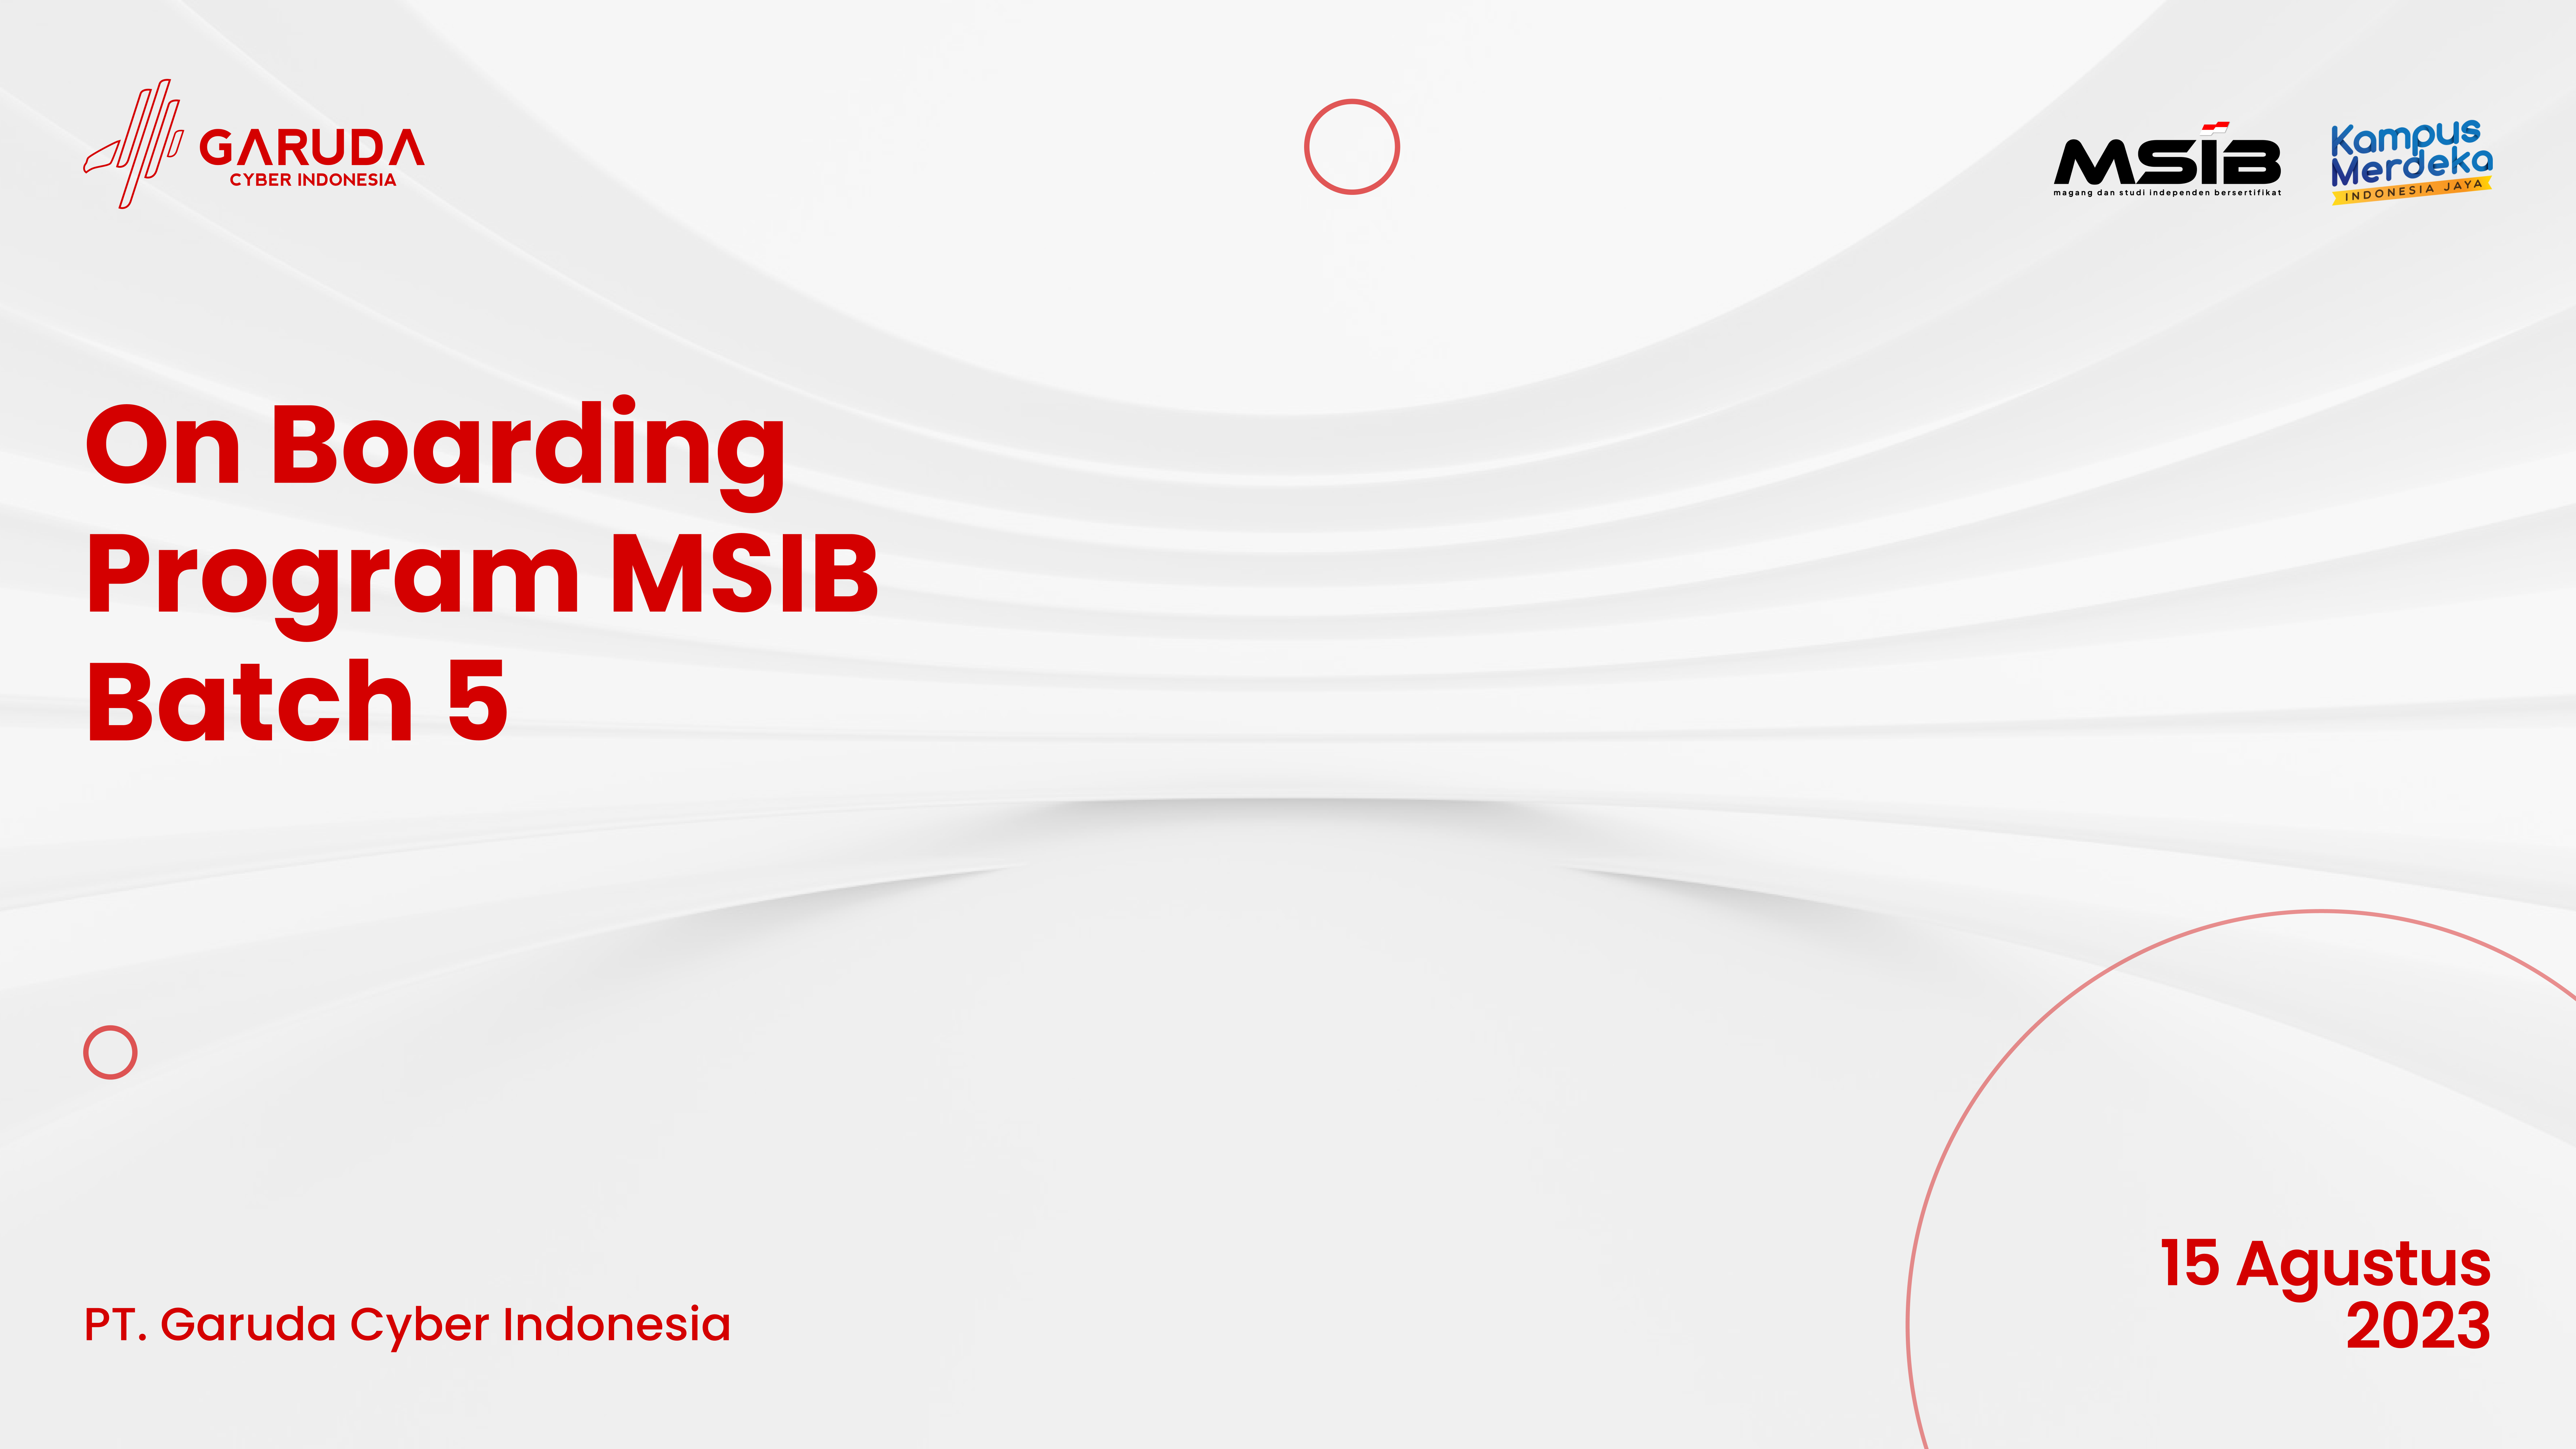 GARUDA
CYBER INDONESIA
MSIB
magang dan studi independen bersertifikat
Kampus
Merdeka
INDONESIA JAYA
On Boarding
Program MSIB
Batch 5
PT. Garuda Cyber Indonesia
15 Agustus
2023